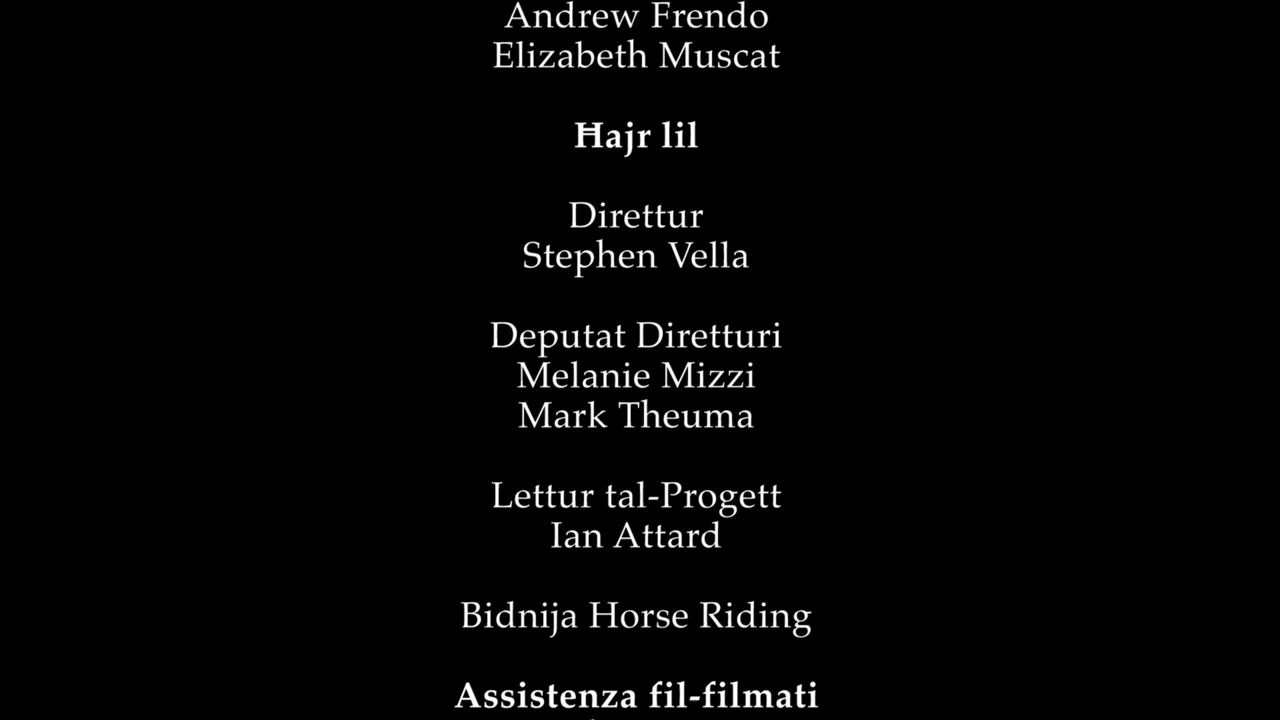 Andrew Frendo
Elizabeth Muscat
Ħajr lil
Direttur
Stephen Vella
Deputat Diretturi
Melanie Mizzi
Mark Theuma
Lettur tal-Progett
Ian Attard
Bidnija Horse Riding
Assistenza fil-filmati